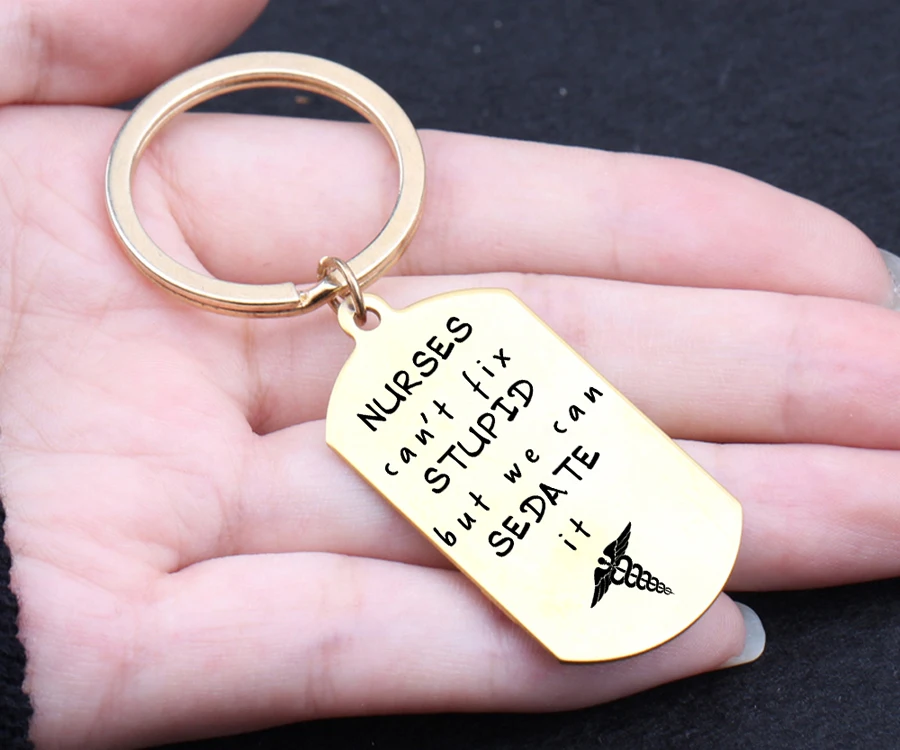 NURSES
can't fix
STUPID
but we can
SEDATE
it